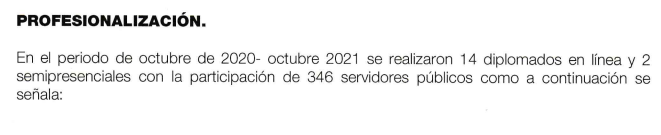 PROFESIONALIZACIÓN.
En el periodo de octubre de 2020- octubre 2021 se realizaron 14 diplomados en línea y 2
semipresenciales con la participación de 346 servidores públicos como a continuación se
señala: